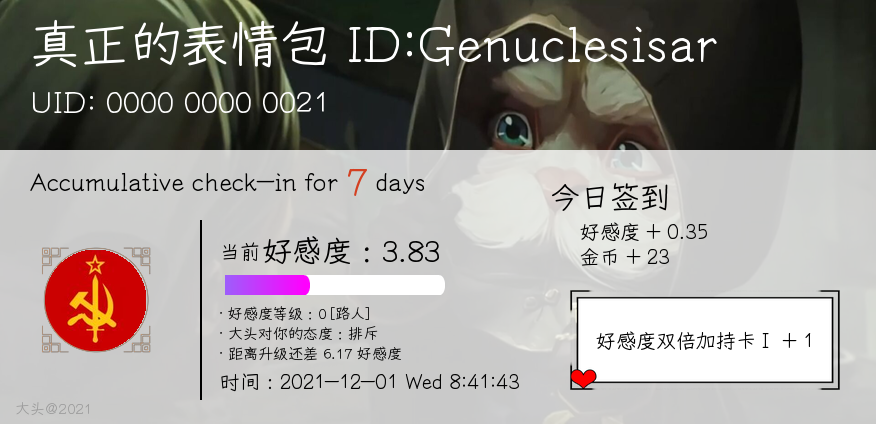 真正的表情包 ID:Genuclesisar
UID: 0000 0000 0021
Accumulative check-in for 7 days
今日签到
好感度 + 0.35
金币 + 23
当前好感度：3.83
· 好感度等级：0 [路人]
· 大头对你的态度：排斥
· 距离升级还差 6.17 好感度
时间：2021-12-01 Wed 8:41:43
好感度双倍加持卡 I + 1
大头@2021